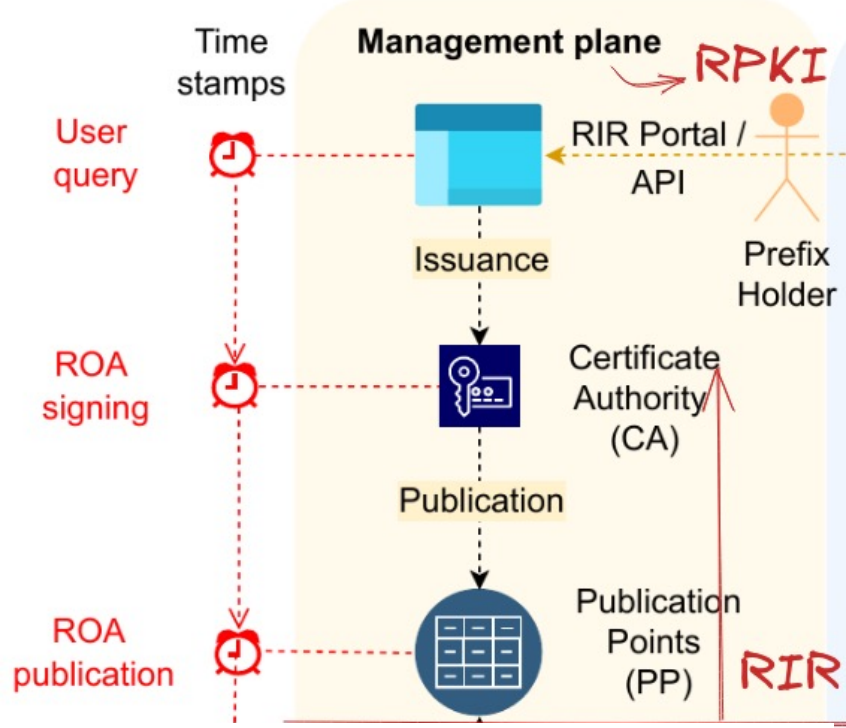 Time
stamps
Management plane
RPKI
User
query
RIR Portal /
API
Prefix
Holder
Issuance
ROA
signing
Certificate
Authority
(CA)
Publication
ROA
publication
Publication
Points
(PP)
RIR